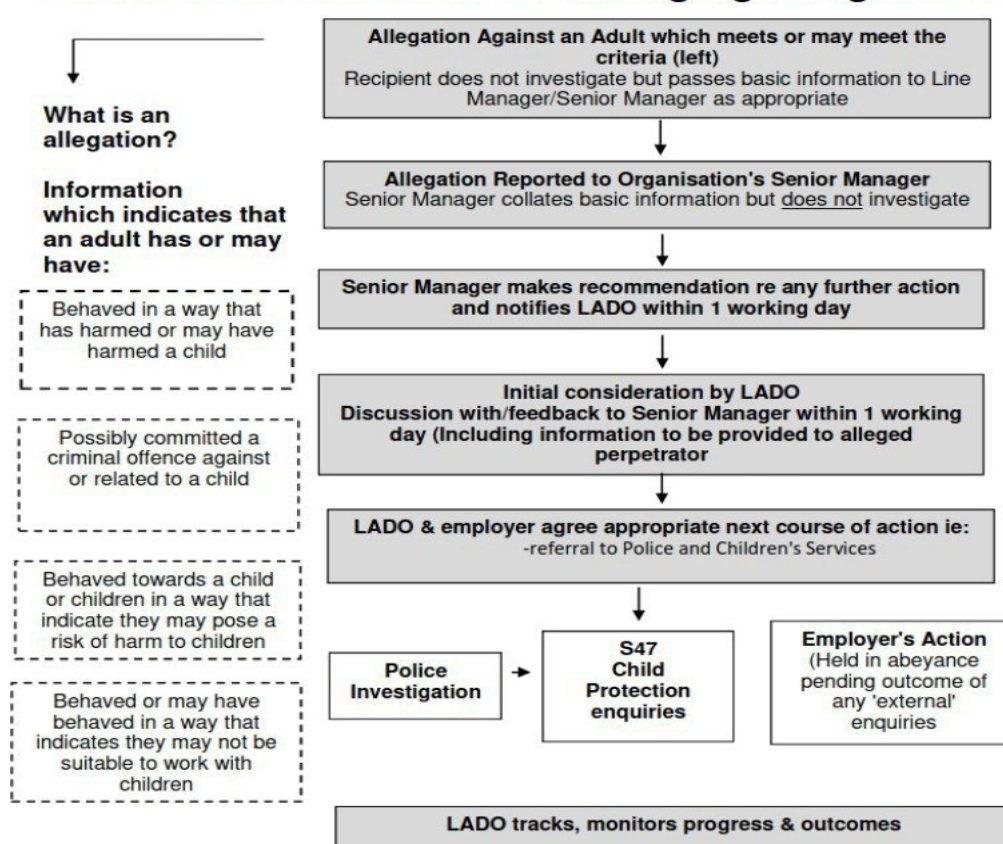 Allegation Against an Adult which meets or may meet the
criteria (left)
Recipient does not investigate but passes basic information to Line
Manager/Senior Manager as appropriate
What is an
allegation?
Information
which indicates that
an adult has or may
have:
Behaved in a way that
has harmed or may have
harmed a child
Possibly committed a
criminal offence against
or related to a child
Behaved towards a child
or children in a way that
indicate they may pose a
risk of harm to children
Behaved or may have
behaved in a way that
indicates they may not be
suitable to work with
children
Allegation Reported to Organisation's Senior Manager
Senior Manager collates basic information but does not investigate
Senior Manager makes recommendation re any further action
and notifies LADO within 1 working day
Initial consideration by LADO
Discussion with/feedback to Senior Manager within 1 working
day (Including information to be provided to alleged
perpetrator
LADO & employer agree appropriate next course of action ie:
-referral to Police and Children's Services
Police
Investigation
S47
Child
Protection
enquiries
Employer's Action
(Held in abeyance
pending outcome of
any 'external'
enquiries
LADO tracks, monitors progress & outcomes